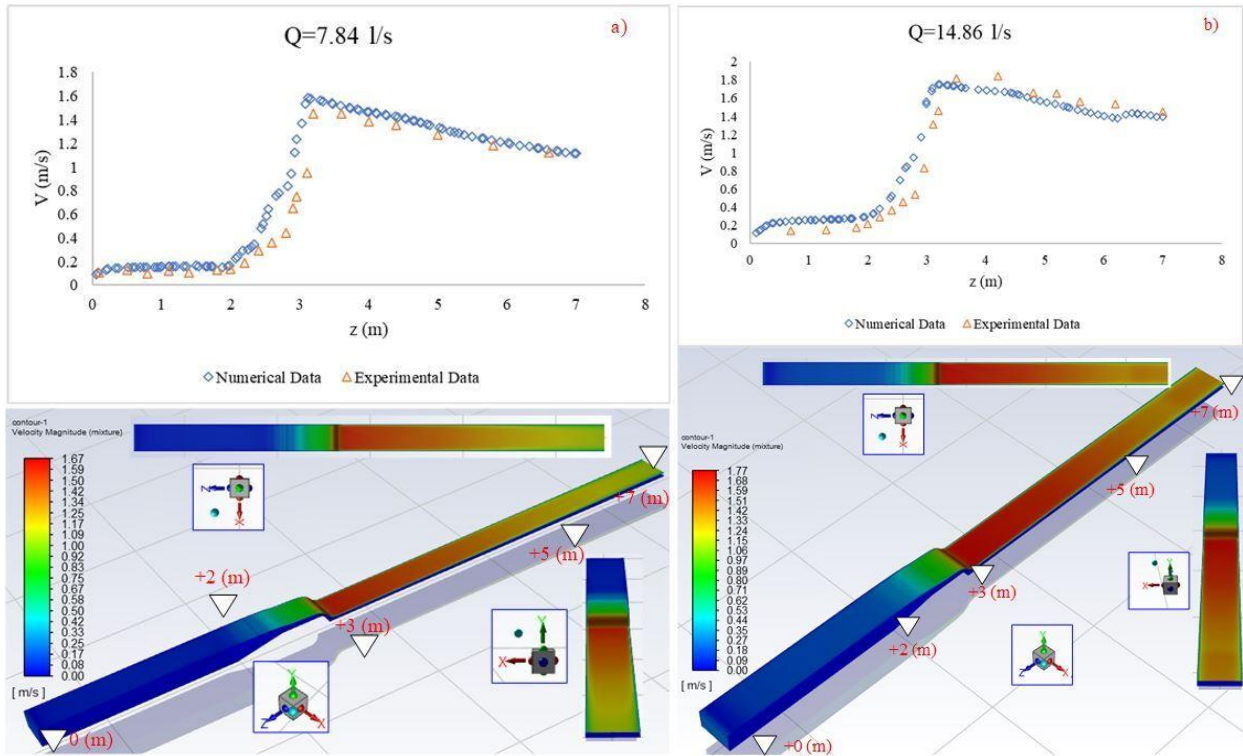 Q=7.84 l/s
a)
1.8
1.6
1.4
1.2
1
0.8
0.6
0.4
0.2
0
V (m/s)
0 1 2 3 4 5 6 7 8
z (m)
Numerical Data Experimental Data
Q=14.86 l/s
b)
2
1.8
1.6
1.4
1.2
1
0.8
0.6
0.4
0.2
0
V (m/s)
0 1 2 3 4 5 6 7 8
z (m)
Numerical Data Experimental Data
contour-1
Velocity Magnitude (mixture)
1.67
1.59
1.50
1.42
1.34
1.25
1.17
1.09
1.00
0.92
0.83
0.75
0.67
0.58
0.50
0.42
0.33
0.25
0.17
0.08
0.00
[ m/s ]
Z
X
+7 (m)
+5 (m)
+2 (m)
+3 (m)
Y
X
Y
Z
X
0 (m)
contour-1
Velocity Magnitude (mixture)
1.77
1.68
1.59
1.50
1.41
1.33
1.24
1.15
1.06
0.97
0.88
0.80
0.71
0.62
0.53
0.44
0.35
0.27
0.18
0.09
0.00
[ m/s ]
Z
X
+7 (m)
+5 (m)
+3 (m)
+2 (m)
Y
X
Y
Z
X
+0 (m)